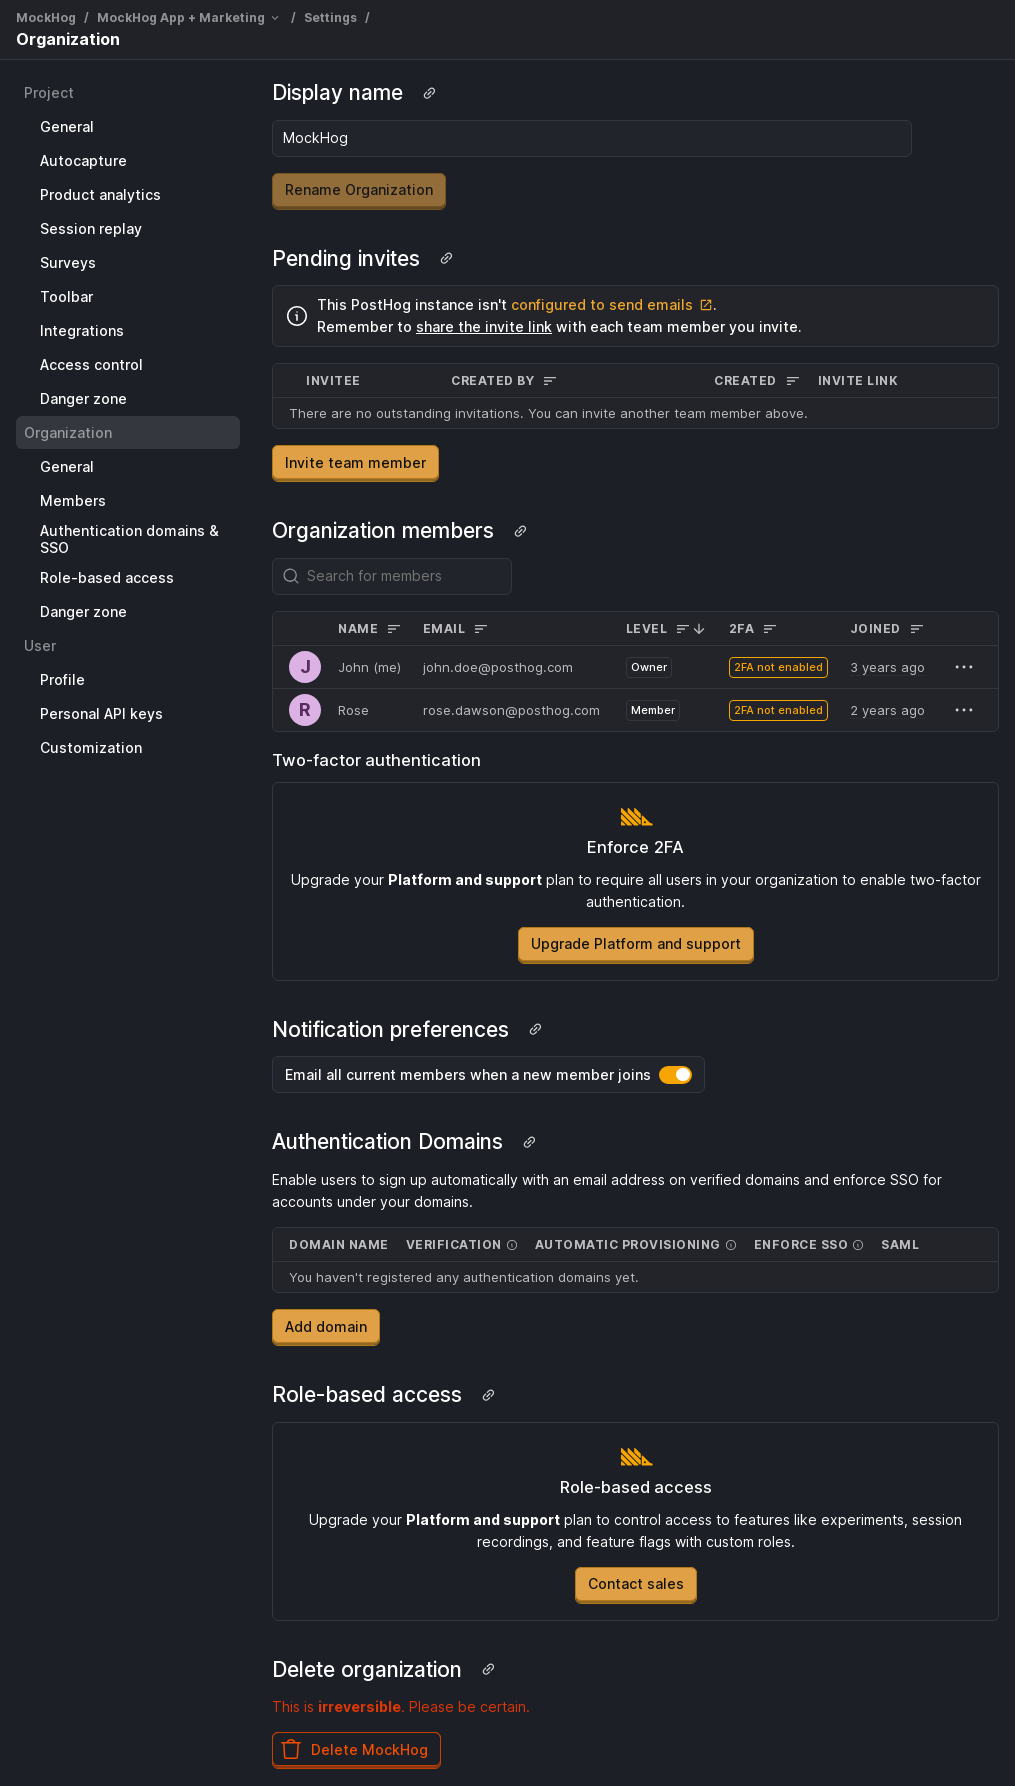 MockHog / MockHog App + Marketing / Settings /
Organization
Project
General
Autocapture
Product analytics
Session replay
Surveys
Toolbar
Integrations
Access control
Danger zone
Organization
General
Members
Authentication domains &
SSO
Role-based access
Danger zone
User
Profile
Personal API keys
Customization
Display name
MockHog
Rename Organization
Pending invites
This PostHog instance isn't configured to send emails .
Remember to share the invite link with each team member you invite.
INVITEE CREATED BY CREATED INVITE LINK
There are no outstanding invitations. You can invite another team member above.
Invite team member
Organization members
Search for members
NAME EMAIL LEVEL 2FA JOINED
J John (me) john.doe@posthog.com Owner 2FA not enabled 3 years ago
R Rose rose.dawson@posthog.com Member 2FA not enabled 2 years ago
Two-factor authentication
Enforce 2FA
Upgrade your Platform and support plan to require all users in your organization to enable two-factor
authentication.
Upgrade Platform and support
Notification preferences
Email all current members when a new member joins
Authentication Domains
Enable users to sign up automatically with an email address on verified domains and enforce SSO for
accounts under your domains.
DOMAIN NAME VERIFICATION AUTOMATIC PROVISIONING ENFORCE SSO SAML
You haven't registered any authentication domains yet.
Add domain
Role-based access
Role-based access
Upgrade your Platform and support plan to control access to features like experiments, session
recordings, and feature flags with custom roles.
Contact sales
Delete organization
This is irreversible. Please be certain.
Delete MockHog